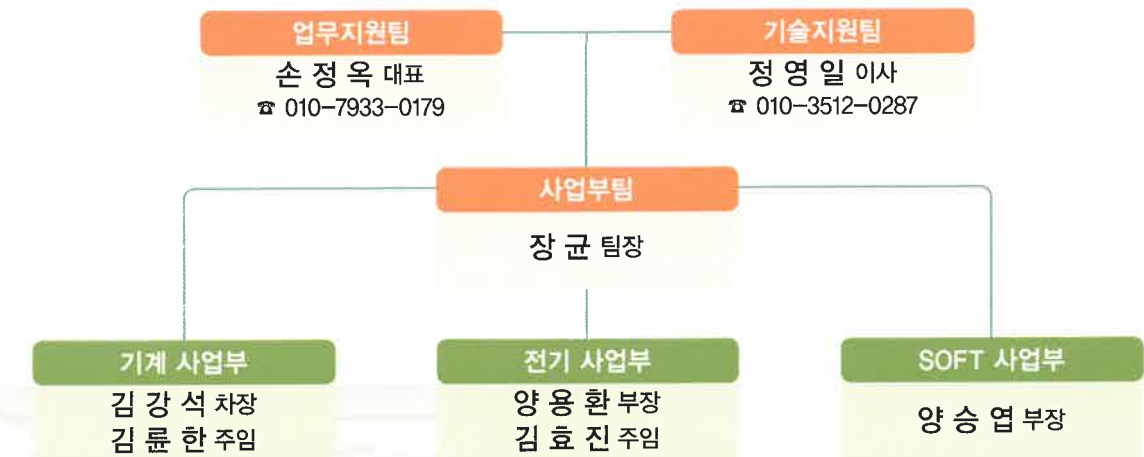 업무지원팀
손 정 옥 대표
☎ 010-7933-0179
기술지원팀
정 영 일 이사
☎ 010-3512-0287
사업부팀
장 균 팀장
기계 사업부
김 강 석 차장
김 륜 한 주임
전기 사업부
양 용 환 부장
김 효 진 주임
SOFT 사업부
양 승 엽 부장